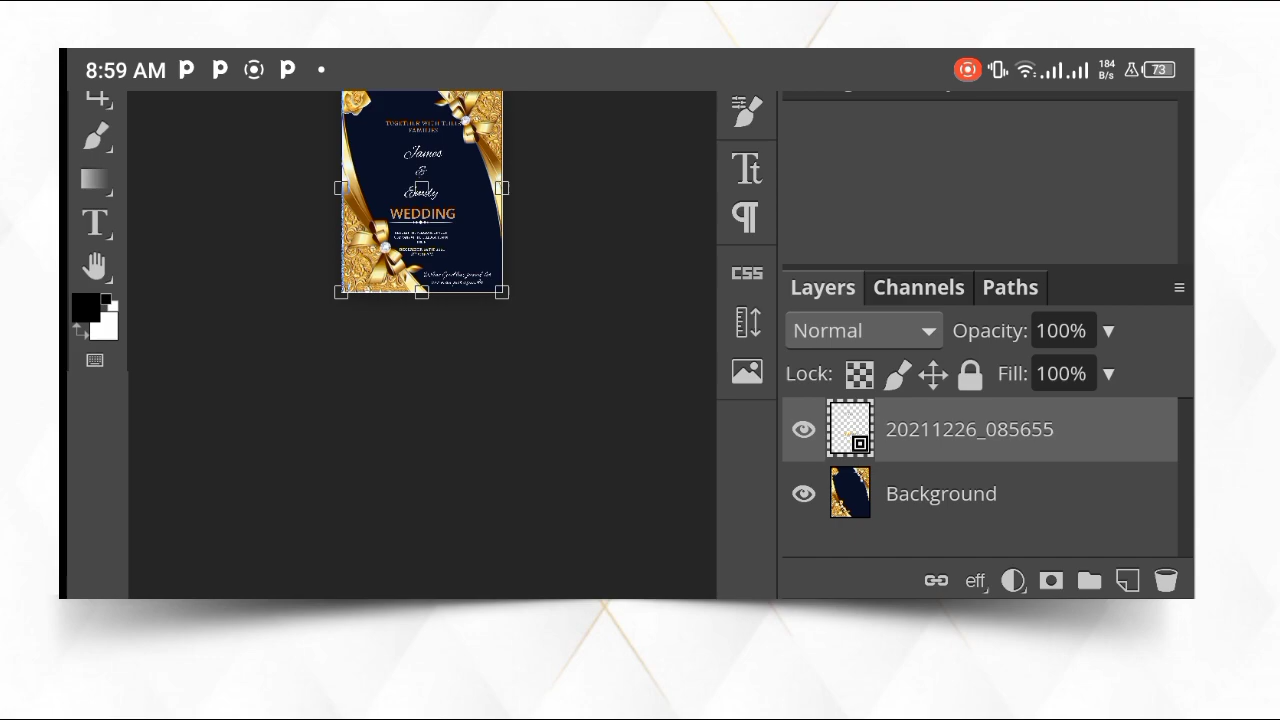 8:59 AM
184
B/s
73
TOGETHER WITH THEIR
FAMILIES
James
&
Emily
WEDDING
T
Tt
¶
CSS
Layers
Channels
Paths
Normal
Opacity: 100%
Lock:
Fill: 100%
20211226_085655
Background
eff